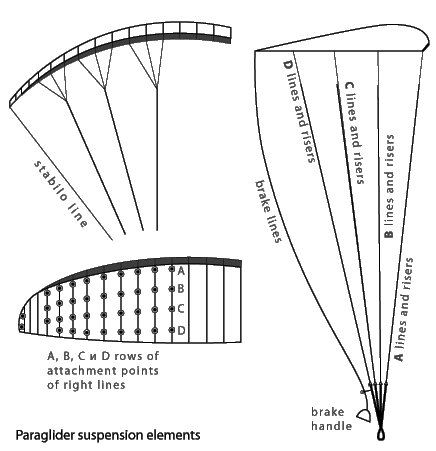 stabilo line
A
B
C
D
A, B, C и D rows of
attachment points
of right lines
Paraglider suspension elements
D lines and risers
C lines and risers
B lines and risers
A lines and risers
brake lines
brake
handle